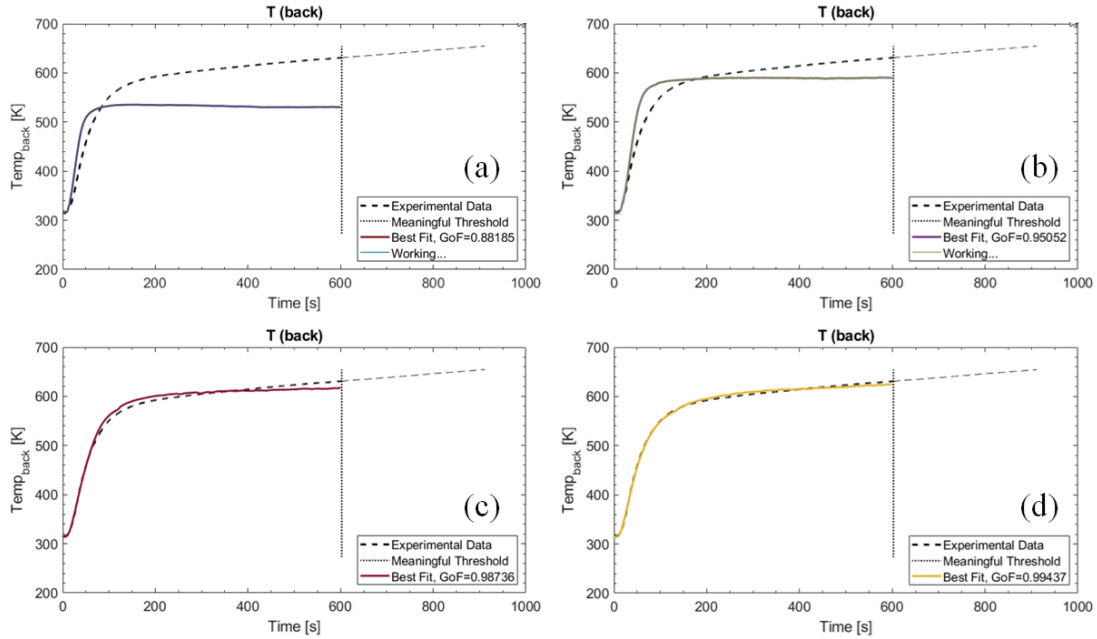 T (back)
700
600
500
400
300
200
Temp_back [K]
(a)
Experimental Data
Meaningful Threshold
Best Fit, GoF=0.88185
Working...
0 200 400 600 800 1000
Time [s]
T (back)
700
600
500
400
300
200
Temp_back [K]
(b)
Experimental Data
Meaningful Threshold
Best Fit, GoF=0.95052
Working...
0 200 400 600 800 1000
Time [s]
T (back)
700
600
500
400
300
200
Temp_back [K]
(c)
Experimental Data
Meaningful Threshold
Best Fit, GoF=0.98736
0 200 400 600 800 1000
Time [s]
T (back)
700
600
500
400
300
200
Temp_back [K]
(d)
Experimental Data
Meaningful Threshold
Best Fit, GoF=0.99437
0 200 400 600 800 1000
Time [s]